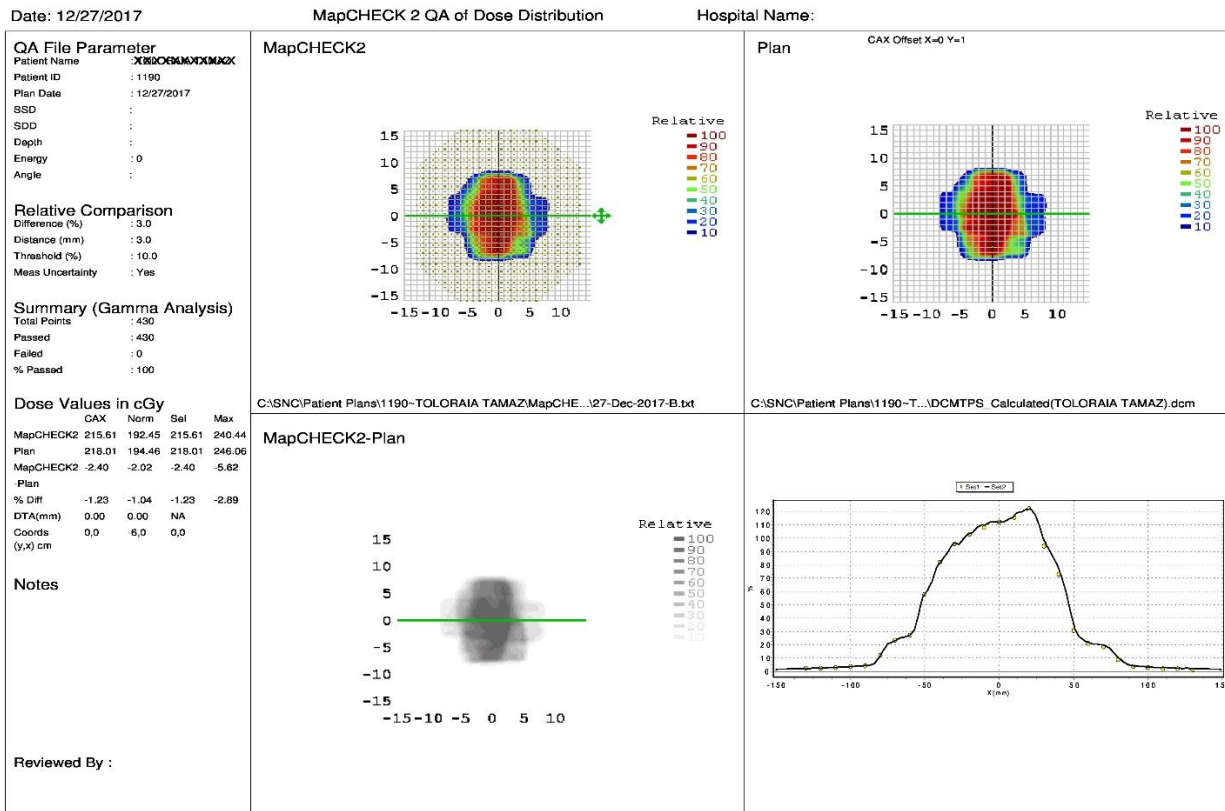 Date: 12/27/2017 MapCHECK 2 QA of Dose Distribution Hospital Name:
QA File Parameter
Patient Name :
Patient ID : 1190
Plan Date : 12/27/2017
SSD :
SDD :
Depth :
Energy : 0
Angle :
Relative Comparison
Difference (%) : 3.0
Distance (mm) : 3.0
Threshold (%) : 10.0
Meas Uncertainty : Yes
Summary (Gamma Analysis)
Total Points : 430
Passed : 430
Failed : 0
% Passed : 100
Dose Values in cGy
CAX Norm Sel Max
MapCHECK2 215.61 192.45 215.61 240.44
Plan 218.01 194.46 218.01 246.06
MapCHECK2 -2.40 -2.02 -2.40 -5.62
-Plan
% Diff -1.23 -1.04 -1.23 -2.89
DTA(mm) 0.00 0.00 NA
Coords 0,0 -6,0 0,0
(y,x) cm
Notes
Reviewed By :
MapCHECK2
Relative
100
90
80
70
60
50
40
30
20
10
15
10
5
0
-5
-10
-15
-15 -10 -5 0 5 10
C:\SNC\Patient Plans\1190~TOLORAIA TAMAZ\MapCHE...\27-Dec-2017-B.txt
Plan
CAX Offset X=0 Y=1
Relative
100
90
80
70
60
50
40
30
20
10
15
10
5
0
-5
-10
-15
-15 -10 -5 0 5 10
C:\SNC\Patient Plans\1190~T...\DCMTPS_Calculated(TOLORAIA TAMAZ).dcm
MapCHECK2-Plan
Relative
100
90
80
70
60
50
40
30
20
10
15
10
5
0
-5
-10
-15
-15 -10 -5 0 5 10
Set1 Set2
120
110
100
90
80
70
60
50
40
30
20
10
0
%
-150 -100 -50 0 50 100 150
X(mm)